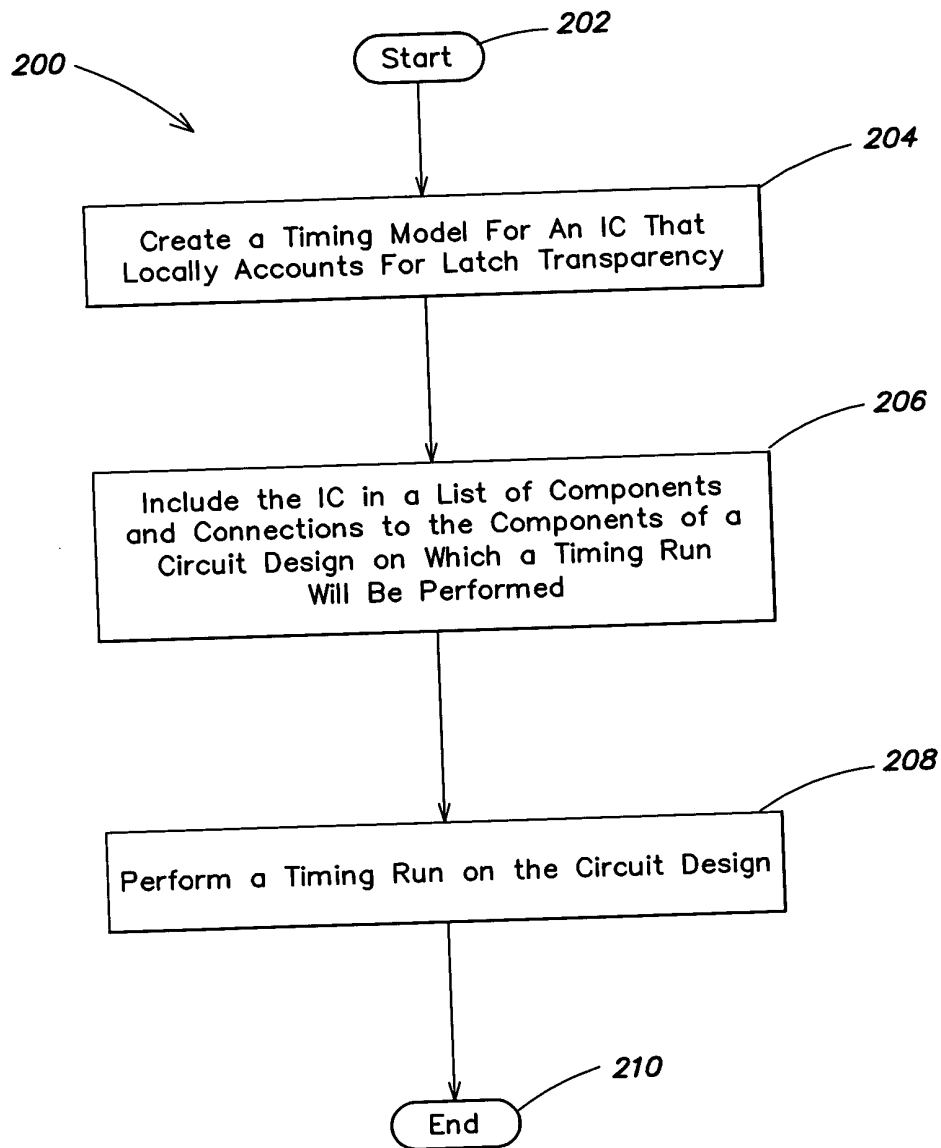 202
Start
200
204
Create a Timing Model For An IC That
Locally Accounts For Latch Transparency
206
Include the IC in a List of Components
and Connections to the Components of a
Circuit Design on Which a Timing Run
Will Be Performed
208
Perform a Timing Run on the Circuit Design
210
End